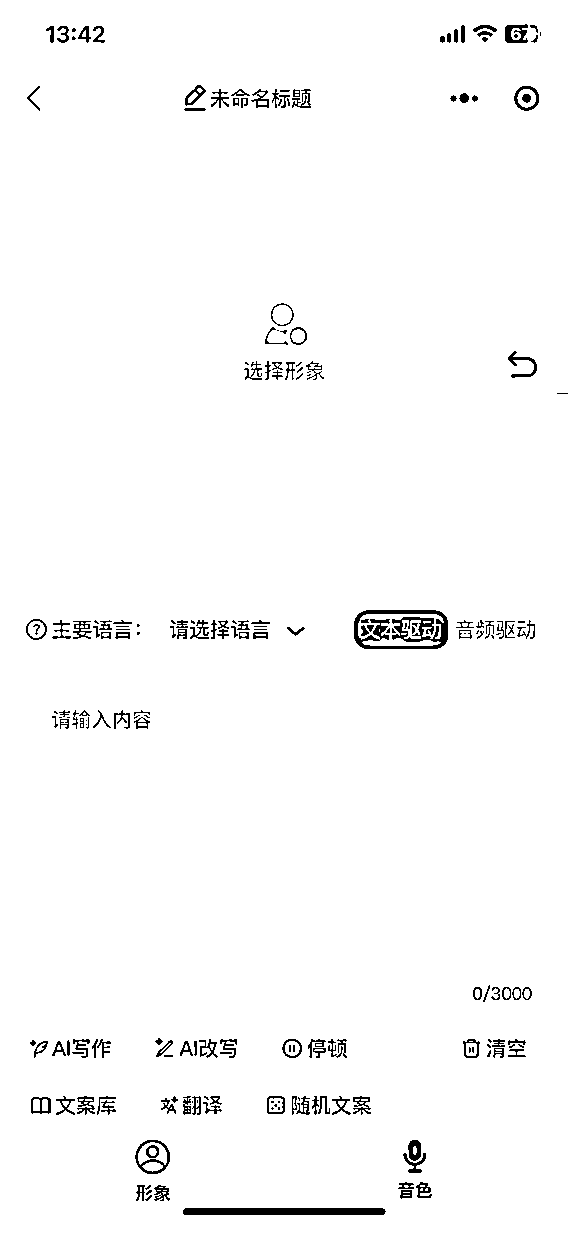 13:42 67
未命名标题
选择形象
主要语言： 请选择语言 文本驱动 音频驱动
请输入内容
0/3000
AI写作 AI改写 停顿 清空
文案库 翻译 随机文案
形象 音色